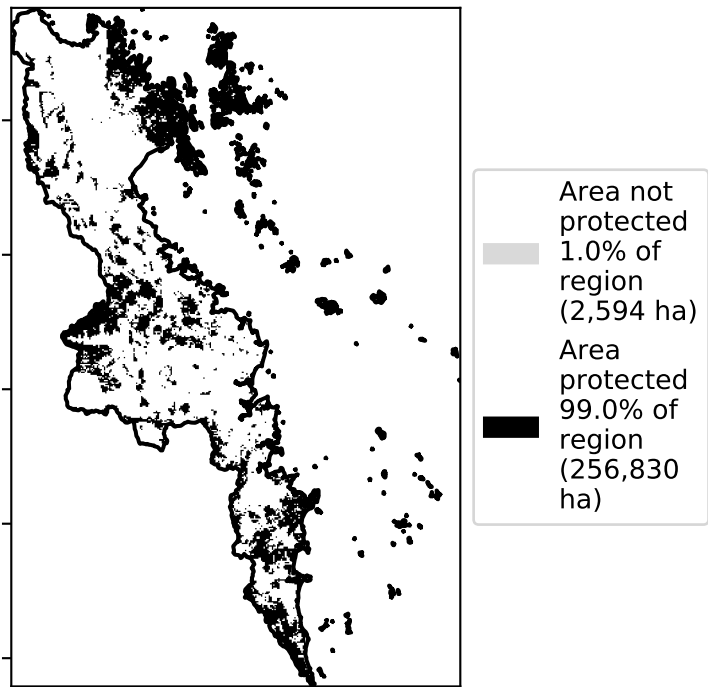 Area not
protected
1.0% of
region
(2,594 ha)
Area
protected
99.0% of
region
(256,830
ha)